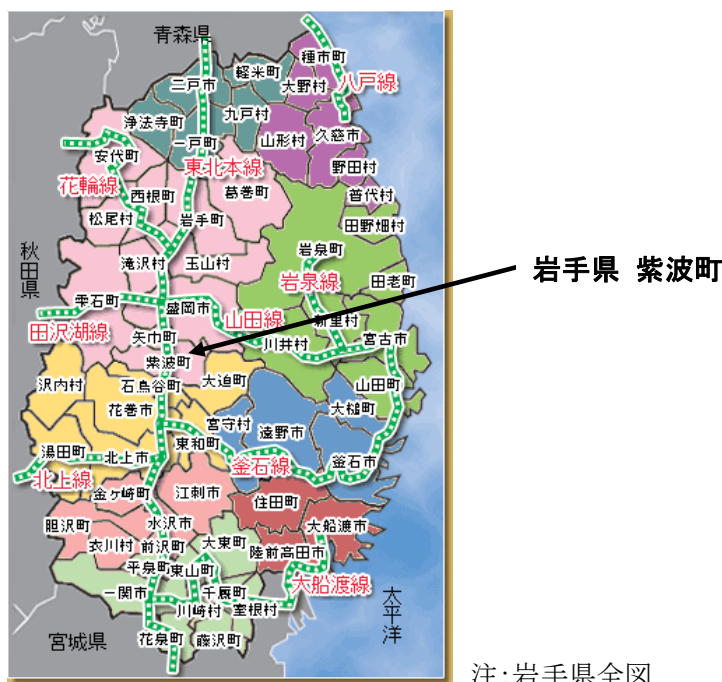 青森県
種市町
軽米町
二戸市
大野村
八戸線
浄法寺町
九戸村
久慈市
一戸町
山形村
安代町
東北本線
野田村
花輪線
西根町
葛巻町
普代村
松尾村
岩手町
田野畑村
秋田県
滝沢村
玉山村
岩泉町
岩手県 紫波町
岩泉線
田老町
雫石町
盛岡市
田沢湖線
山田線
新里村
矢巾町
川井村
宮古市
紫波町
沢内村
石鳥谷町
大迫町
山田町
花巻市
大槌町
宮守村
遠野市
湯田町
北上市
東和町
釜石線
釜石市
北上線
金ヶ崎町
江刺市
住田町
胆沢町
水沢市
大船渡市
衣川村
前沢町
大東町
陸前高田市
平泉町
東山町
大船渡線
一関市
千厩町
太平洋
川崎村
室根村
宮城県
花泉町
藤沢町
注:岩手県全図